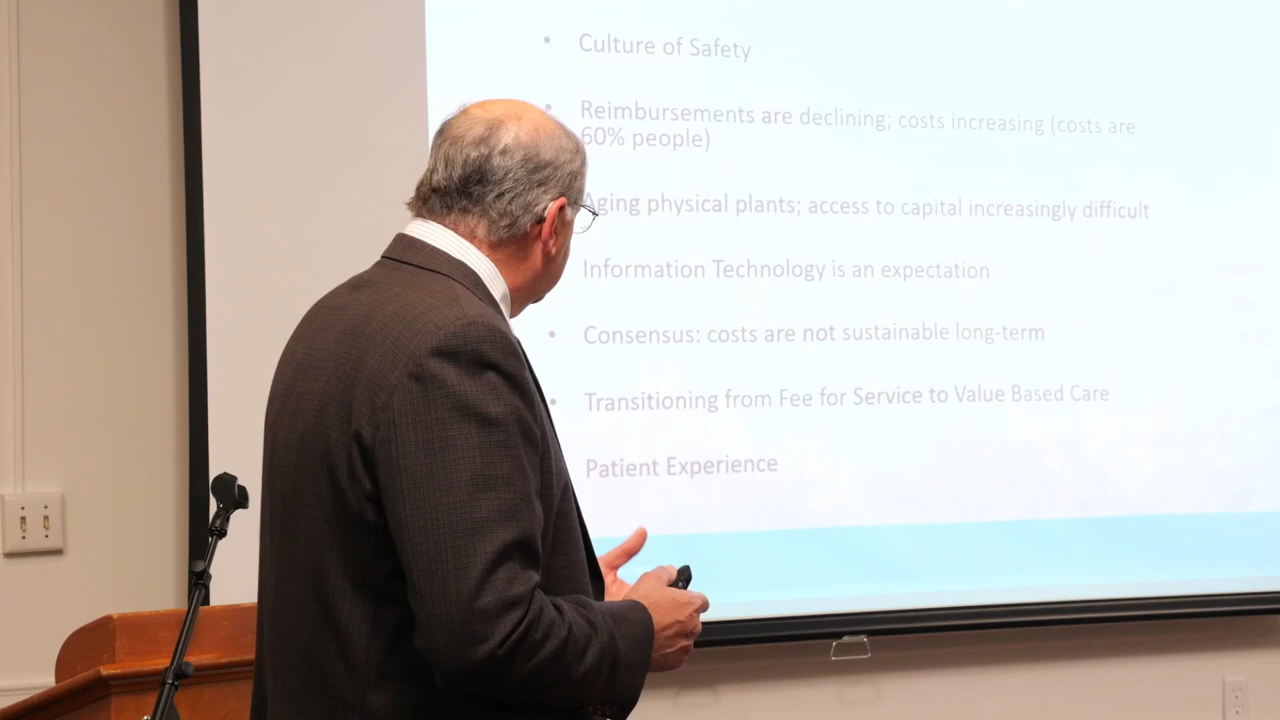 • Culture of Safety
• Reimbursements are declining; costs increasing (costs are
60% people)
Aging physical plants; access to capital increasingly difficult
Information Technology is an expectation
• Consensus: costs are not sustainable long-term
• Transitioning from Fee for Service to Value Based Care
Patient Experience